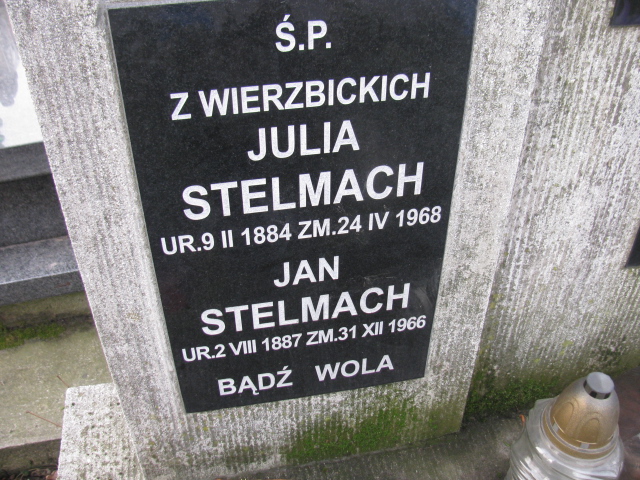 Ś.P.
Z WIERZBICKICH
JULIA
STELMACH
UR.9 II 1884 ZM.24 IV 1968
JAN
STELMACH
UR.2 VIII 1887 ZM.31 XII 1966
BĄDŹ WOLA